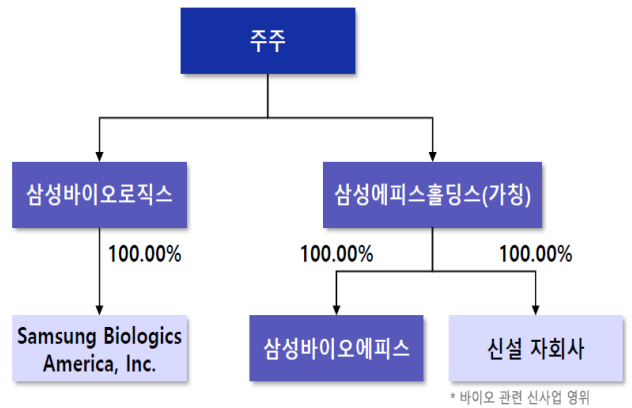 주주
삼성바이오로직스
삼성에피스홀딩스(가칭)
100.00%
100.00%
100.00%
Samsung Biologics
America, Inc.
삼성바이오에피스
신설 자회사
* 바이오 관련 신사업 영위